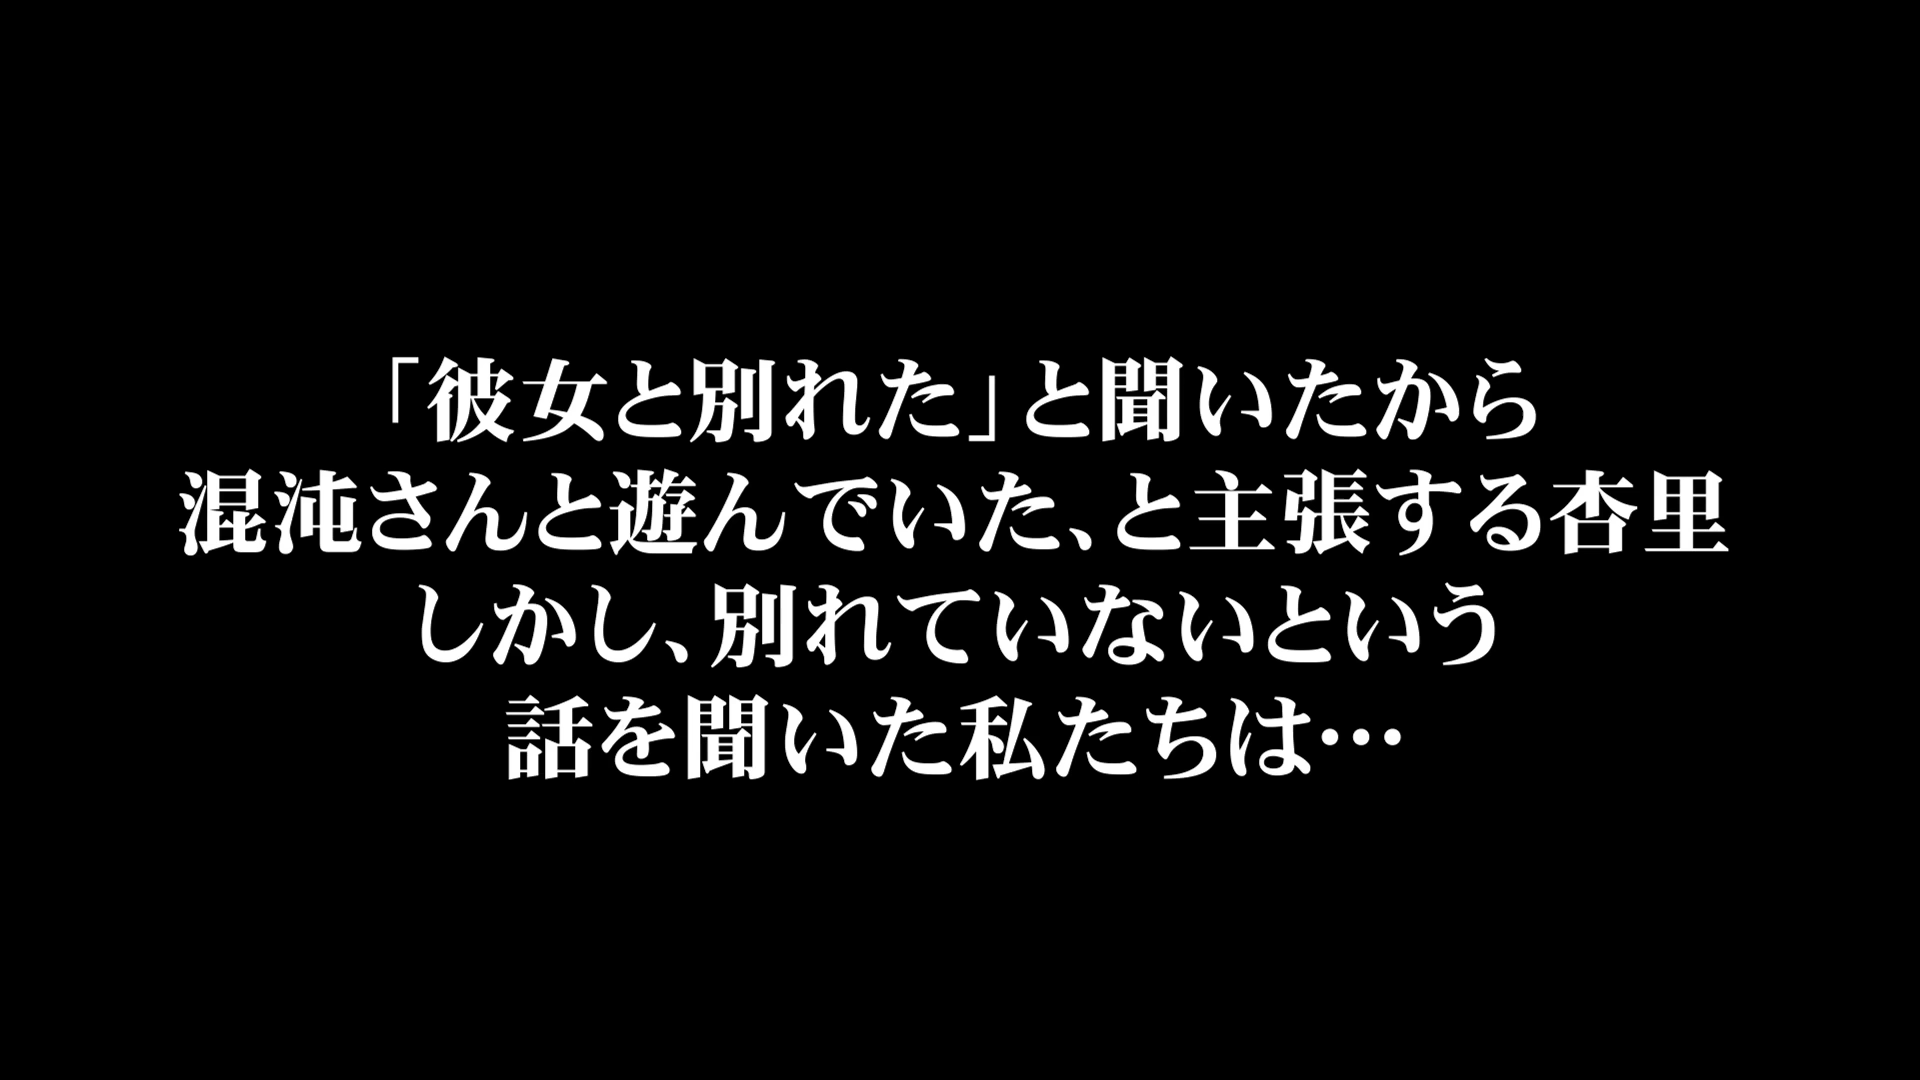 「彼女と別れた」と聞いたから
混沌さんと遊んでいた、と主張する杏里
しかし、別れていないという
話を聞いた私たちは…